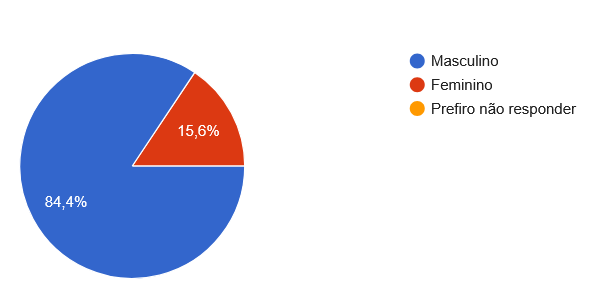 Masculino
Feminino
Prefiro não responder
15,6%
84,4%